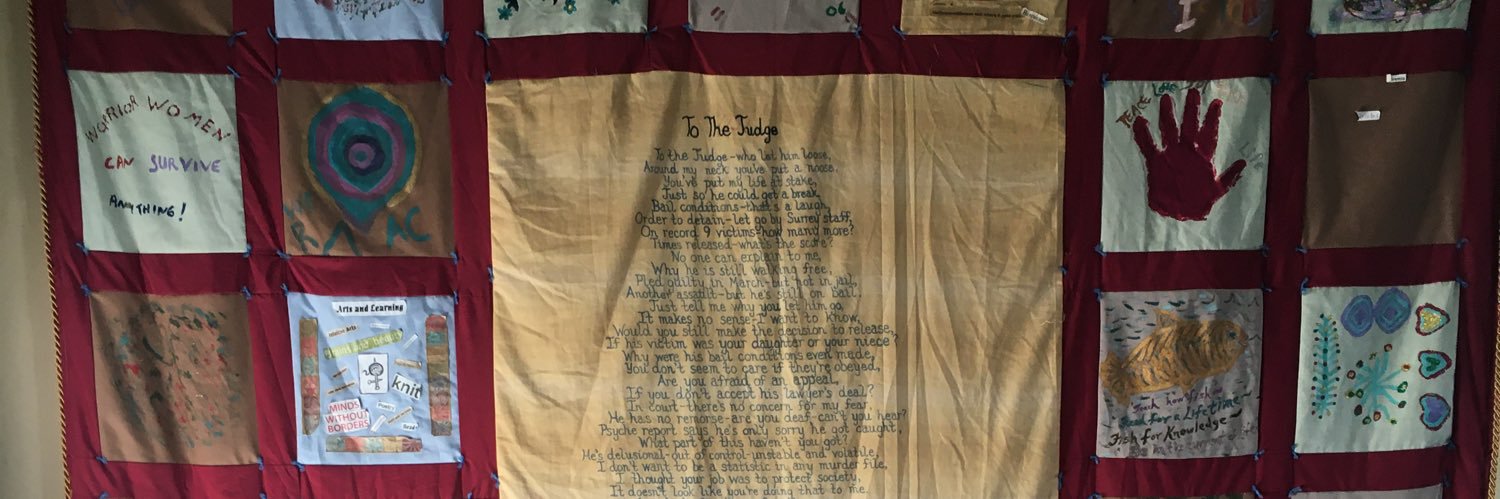 WARRIOR WOMEN
CAN SURVIVE
ANYTHING!
Arts and Learning
Paint and beauty
knit
MINDS
WITHOUT
BORDERS
Poetry
Read
To The Judge
To the Judge-who let him loose,
Around my neck you've put a noose.
You've put my life at stake,
Just so he could get a break.
Bail conditions-that's a laugh,
Order to detain-let go by Surrey staff,
On record 9 victims-how many more?
Times released-what's the score?
No one can explain to me,
Why he is still walking free,
Pled guilty in March-but not in jail,
Another assault-but he's still on bail.
Just tell me why you let him go,
It makes no sense-I want to know,
Would you still make the decision to release,
If his victim was your daughter or your niece?
Why were his bail conditions even made,
You don't seem to care if they're obeyed,
Are you afraid of an appeal,
If you don't accept his lawyer's deal?
In court-there's no concern for my fear,
He has no remorse-are you deaf-can't you hear?
Psyche report says he's only sorry he got caught,
What part of this haven't you got?
He's delusional-out of control-unstable and volatile,
I don't want to be a statistic in any murder file,
I thought your job was to protect society,
It doesn't look like you're doing that to me.
PEACE
Life
Teach how to fish
for a Lifetime
Fish for Knowledge